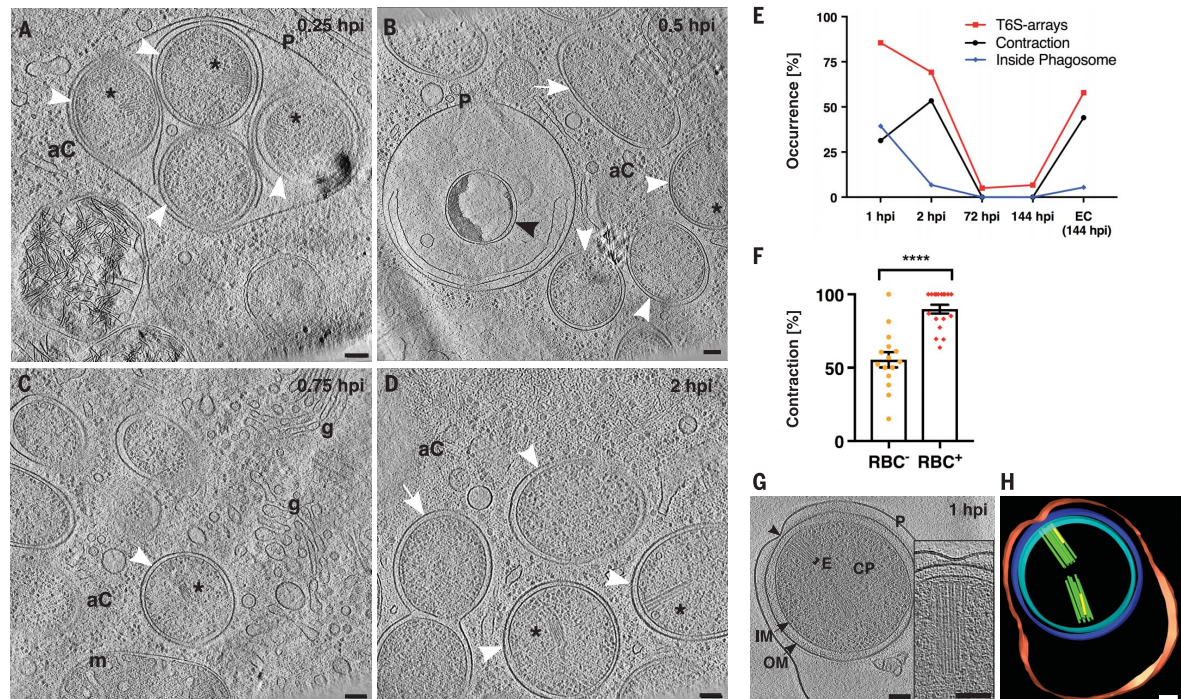 A
0.25 hpi
P
*
*
*
aC
B
0.5 hpi
P
aC
*
C
0.75 hpi
g
g
*
aC
m
D
2 hpi
aC
*
*
E
100
75
50
25
0
Occurrence [%]
T6S-arrays
Contraction
Inside Phagosome
1 hpi
2 hpi
72 hpi
144 hpi
EC
(144 hpi)
F
****
100
50
0
Contraction [%]
RBC-
RBC+
G
1 hpi
P
E
CP
IM
OM
H